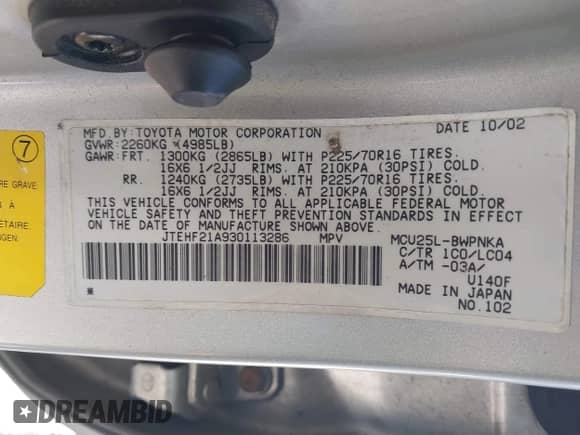 7
MFD.BY:TOYOTA MOTOR CORPORATION DATE 10/02
GVWR:2260KG (4985LB)
GAWR:FRT. 1300KG (2865LB) WITH P225/70R16 TIRES.
16X6 1/2JJ RIMS. AT 210KPA (30PSI) COLD.
RR. 1240KG (2735LB) WITH P225/70R16 TIRES.
16X6 1/2JJ RIMS. AT 210KPA (30PSI) COLD.
THIS VEHICLE CONFORMS TO ALL APPLICABLE FEDERAL MOTOR
VEHICLE SAFETY AND THEFT PREVENTION STANDARDS IN EFFECT
ON THE DATE OF MANUFACTURE SHOWN ABOVE.
JTEHF21A930113286 MPV MCU25L-BWPNKA
C/TR 1C0/LC04
A/TM -03A/
U140F
MADE IN JAPAN
NO.102
RE GRAVE
À
ÉTAIRE.
NGEN.
DREAMBID